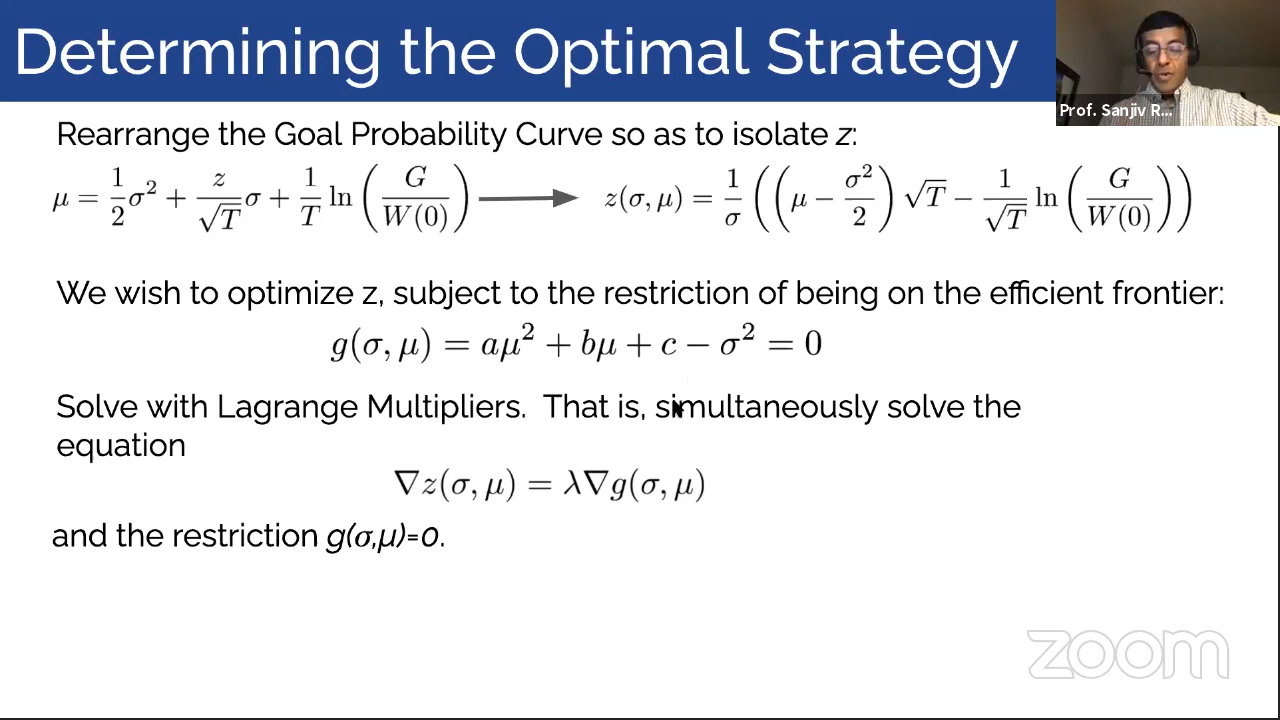 Determining the Optimal Strategy
Prof. Sanjiv R...
Rearrange the Goal Probability Curve so as to isolate z:
μ = 1/2 σ² + z/√T σ + 1/T ln (G/W(0)) → z(σ, μ) = 1/σ ((μ − σ²/2) √T − 1/√T ln (G/W(0)))
We wish to optimize z, subject to the restriction of being on the efficient frontier:
g(σ, μ) = aμ² + bμ + c − σ² = 0
Solve with Lagrange Multipliers. That is, simultaneously solve the
equation
∇z(σ, μ) = λ∇g(σ, μ)
and the restriction g(σ,μ)=0.
zoom